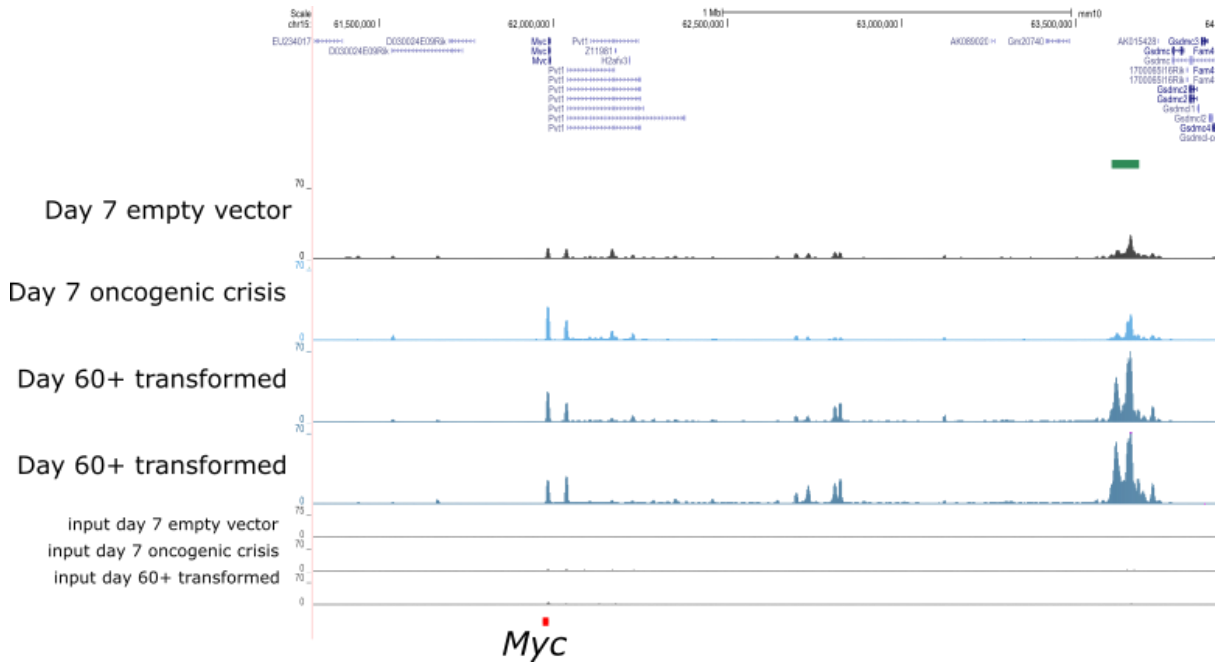 Scale 1 Mb mm10
chr15: 61,500,000 62,000,000 62,500,000 63,000,000 63,500,000 64
EU234017 D030024E09Rik Myc Pvt1 AK089020 Gm20740 AK015428 Gsdmc3
D030024E09Rik Myc Z11981 Gsdmc Fam4
Myc H2afx3 Gsdmc
Pvt1 1700065I16Rik Fam4
Pvt1 1700065I16Rik Fam4
Pvt1 Gsdmc2
Pvt1 Gsdmc2
Pvt1 Gsdmcl1
Pvt1 Gsdmcl2
Pvt1 Gsdmc4
Gsdmcl-p
70
Day 7 empty vector
0
70
Day 7 oncogenic crisis
0
70
Day 60+ transformed
0
70
Day 60+ transformed
0
75
input day 7 empty vector
0
70
input day 7 oncogenic crisis
0
70
input day 60+ transformed
0
Myc